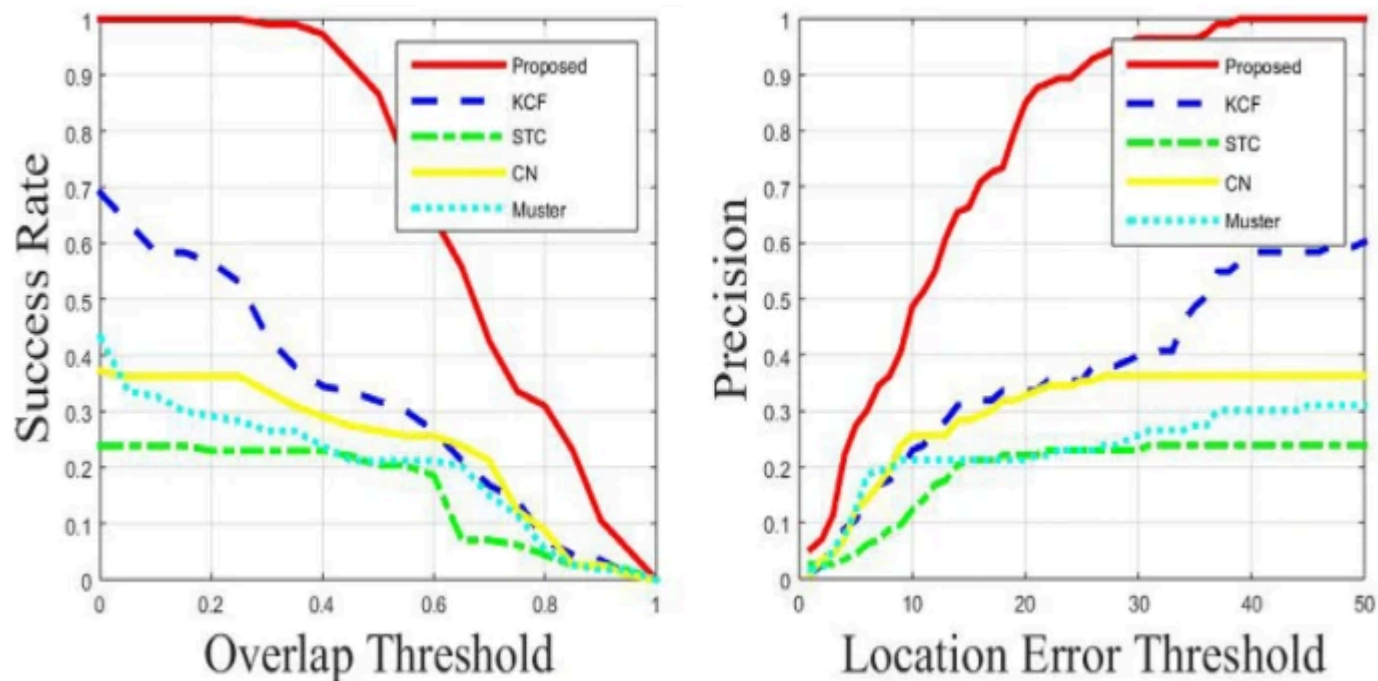 1
0.9
0.8
0.7
0.6
0.5
0.4
0.3
0.2
0.1
0
Success Rate
Proposed
KCF
STC
CN
Muster
0 0.2 0.4 0.6 0.8 1
Overlap Threshold
1
0.9
0.8
0.7
0.6
0.5
0.4
0.3
0.2
0.1
0
Precision
Proposed
KCF
STC
CN
Muster
0 10 20 30 40 50
Location Error Threshold